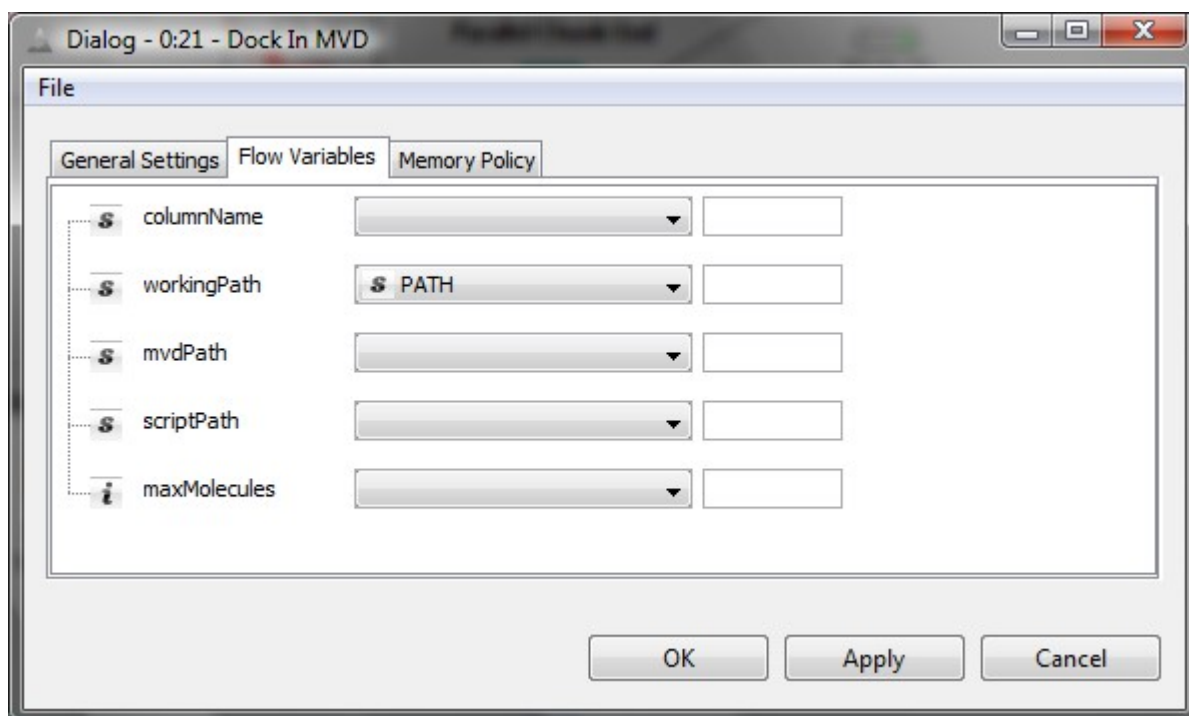 Dialog - 0:21 - Dock In MVD
File
General Settings Flow Variables Memory Policy
s columnName
s workingPath s PATH
s mvdPath
s scriptPath
i maxMolecules
OK Apply Cancel